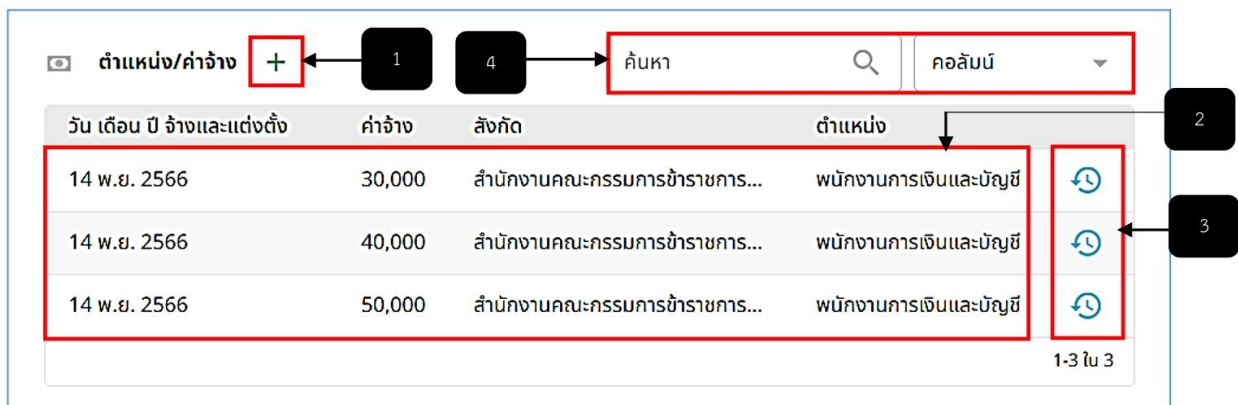 ตำแหน่ง/ค่าจ้าง + 1 4 ค้นหา คอลัมน์
วัน เดือน ปี จ้างและแต่งตั้ง ค่าจ้าง สังกัด ตำแหน่ง 2
14 พ.ย. 2566 30,000 สำนักงานคณะกรรมการข้าราชการ... พนักงานการเงินและบัญชี
14 พ.ย. 2566 40,000 สำนักงานคณะกรรมการข้าราชการ... พนักงานการเงินและบัญชี 3
14 พ.ย. 2566 50,000 สำนักงานคณะกรรมการข้าราชการ... พนักงานการเงินและบัญชี
1-3 ใน 3